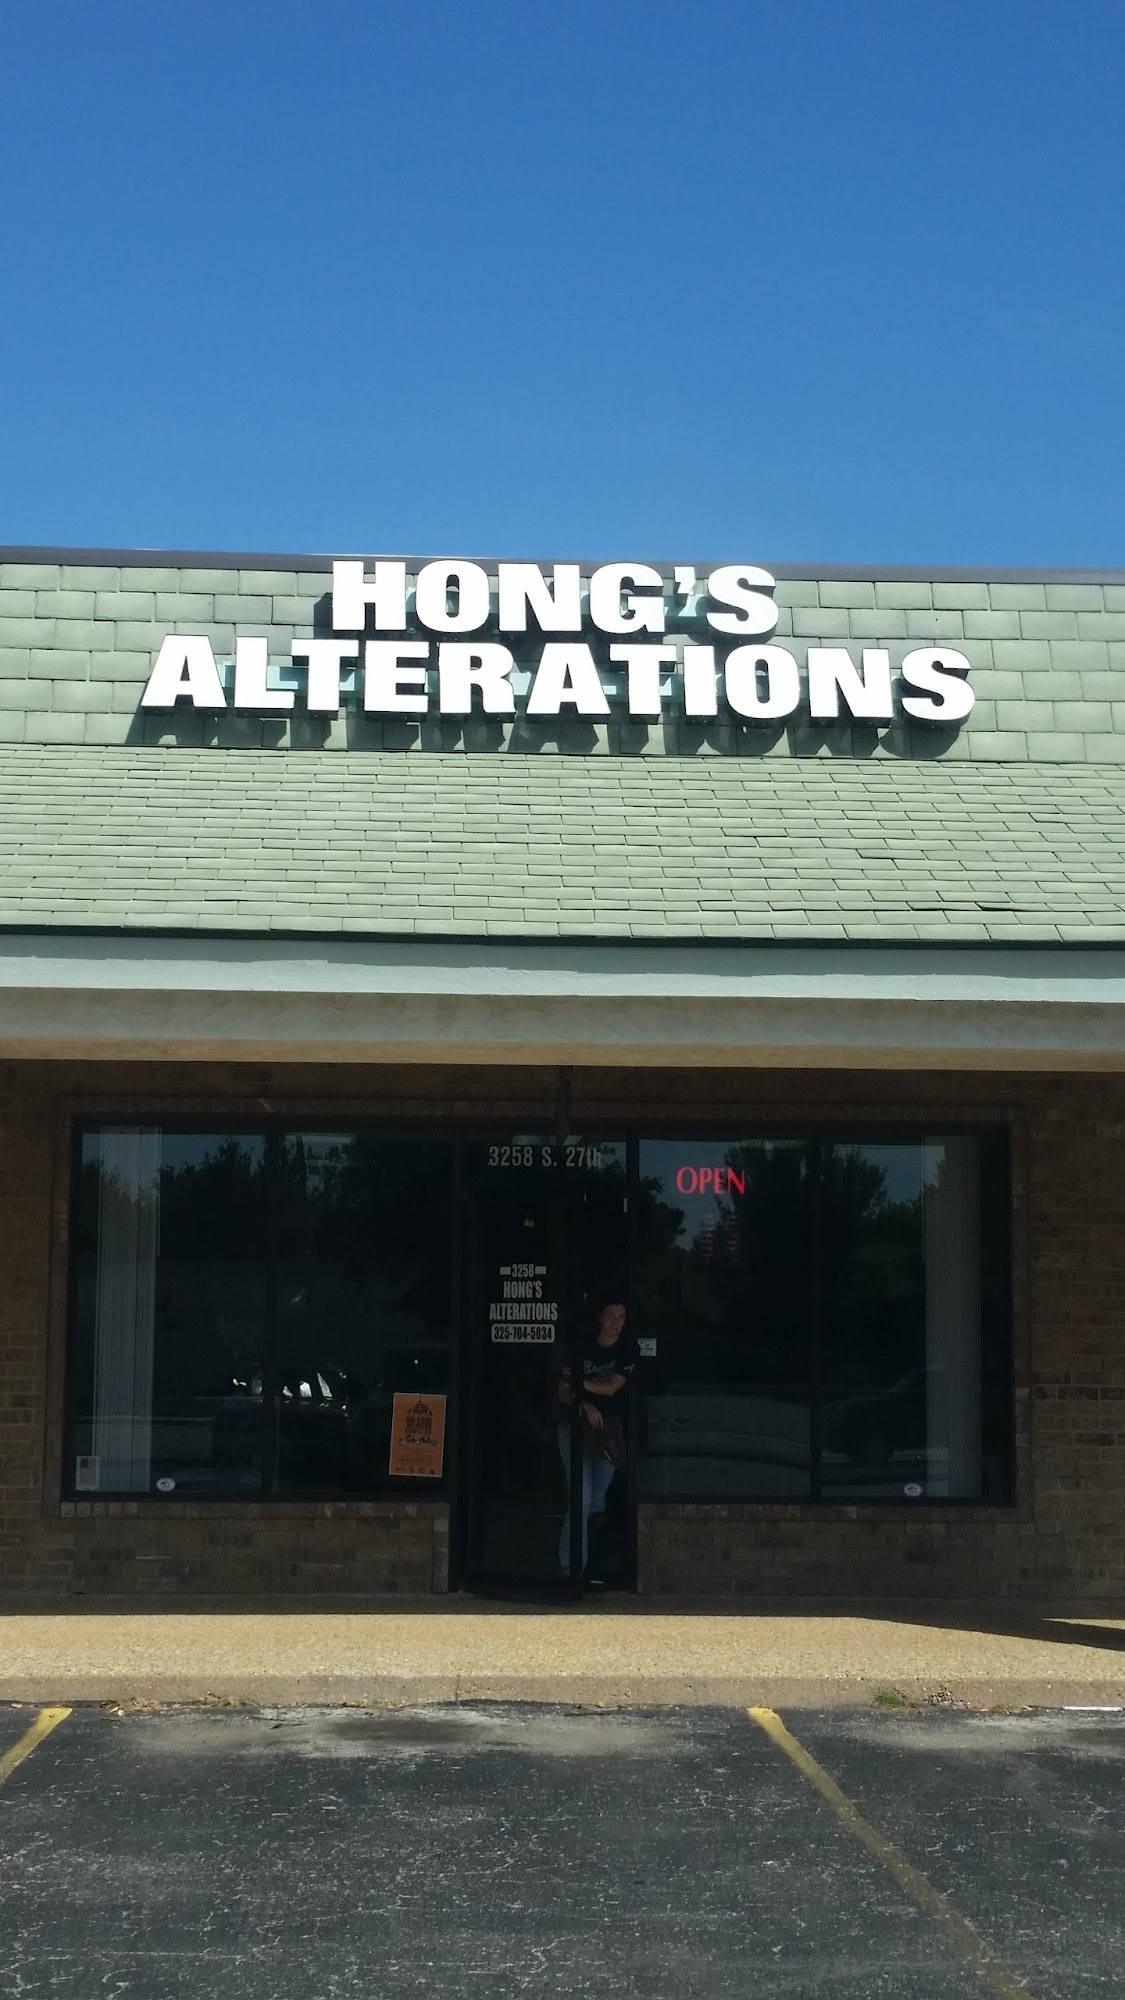 HONG'S
ALTERATIONS
3258 S. 27th
OPEN
3258
HONG'S
ALTERATIONS
325-704-5034